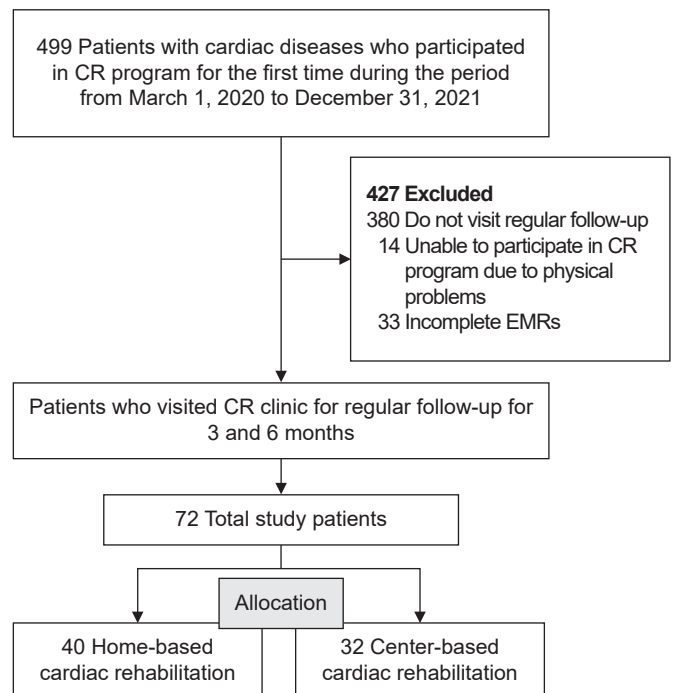 499 Patients with cardiac diseases who participated
in CR program for the first time during the period
from March 1, 2020 to December 31, 2021
427 Excluded
380 Do not visit regular follow-up
14 Unable to participate in CR
program due to physical
problems
33 Incomplete EMRs
Patients who visited CR clinic for regular follow-up for
3 and 6 months
72 Total study patients
Allocation
40 Home-based
cardiac rehabilitation
32 Center-based
cardiac rehabilitation